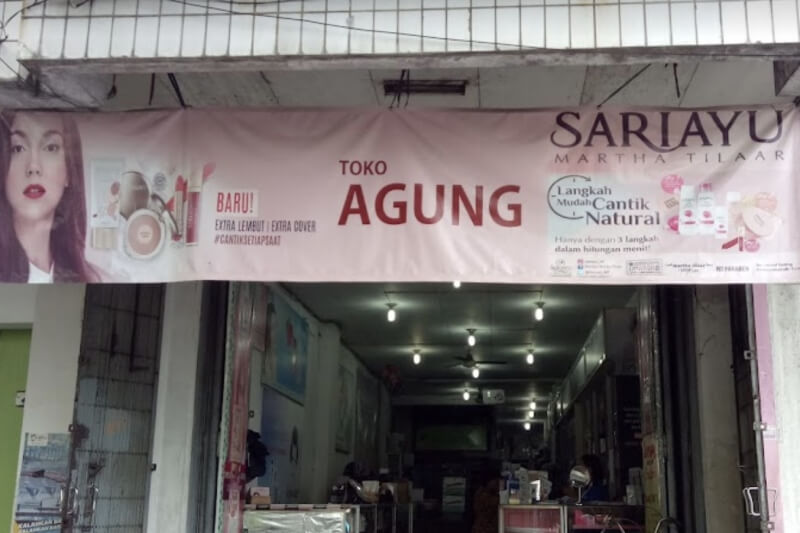 TOKO
AGUNG
BARU!
EXTRA LEMBUT | EXTRA COVER
#CANTIKSETIAPSAAT
SARIAYU
MARTHA TILAAR
Langkah
Mudah Cantik
Natural
Hanya dengan 3 langkah
dalam hitungan menit!